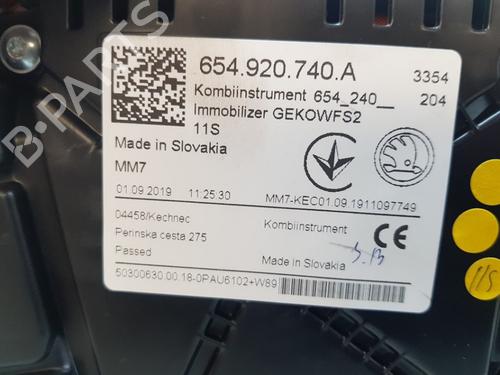 B-PARTS
654.920.740.A
3354
Kombiinstrument 654_240__
204
Immobilizer GEKOWFS2
11S
Made in Slovakia
MM7
01.09.2019 11:25:30
MM7-KEC01.09.1911097749
04458/Kechnec
Kombiinstrument
CE
Perinska cesta 275
Passed
Made in Slovakia
50300630.00.18-0PAU6102+W89